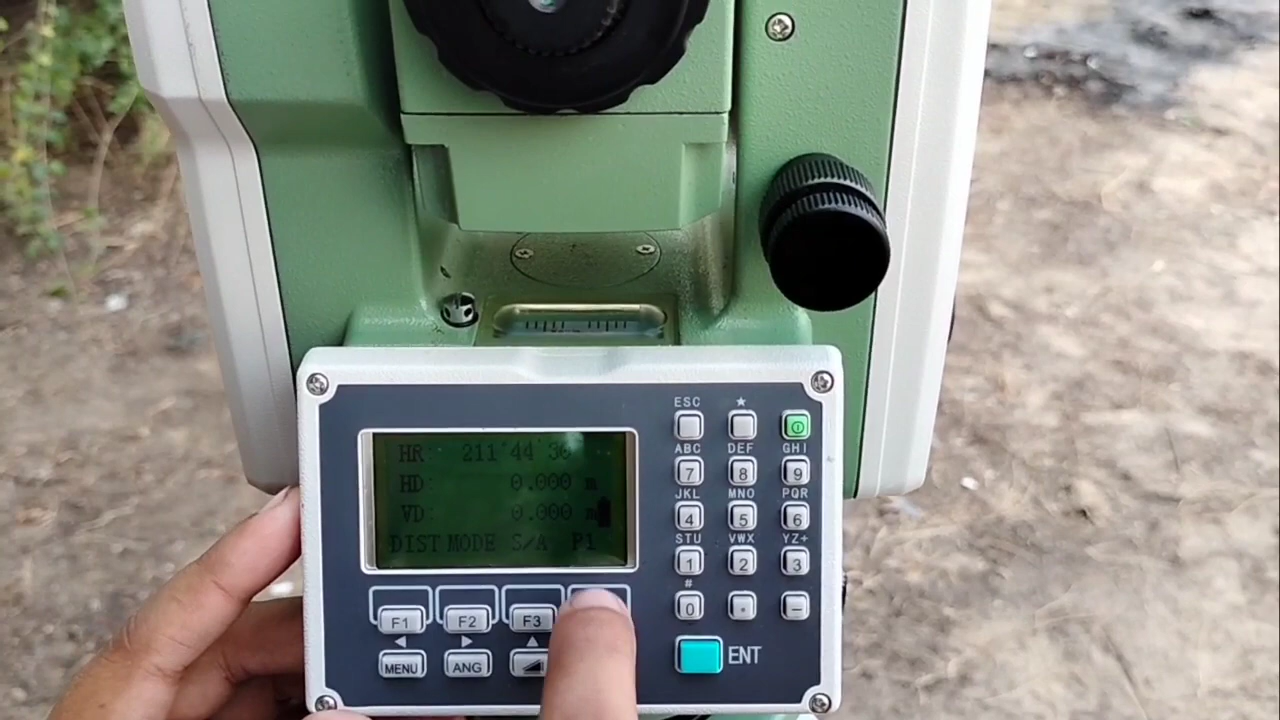 HR: 211°44'30
HD: 0.000 m
VD: 0.000 m
DIST MODE S/A P1
F1 F2 F3
MENU ANG
ESC ★
ABC DEF GHI
7 8 9
JKL MNO PQR
4 5 6
STU VWX YZ+
1 2 3
#
0 . −
ENT